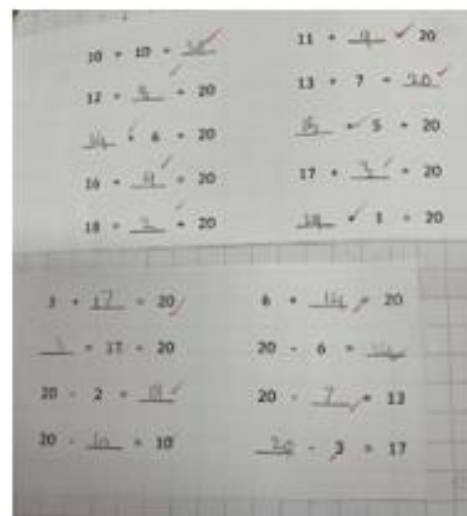 10 + 10 = 20
12 + 8 = 20
14 + 6 = 20
16 + 4 = 20
18 + 2 = 20
11 + 9 = 20
13 + 7 = 20
15 + 5 = 20
17 + 3 = 20
19 + 1 = 20
3 + 17 = 20
3 + 17 = 20
20 - 2 = 18
20 - 10 = 10
6 + 14 = 20
20 - 6 = 14
20 - 7 = 13
20 - 3 = 17